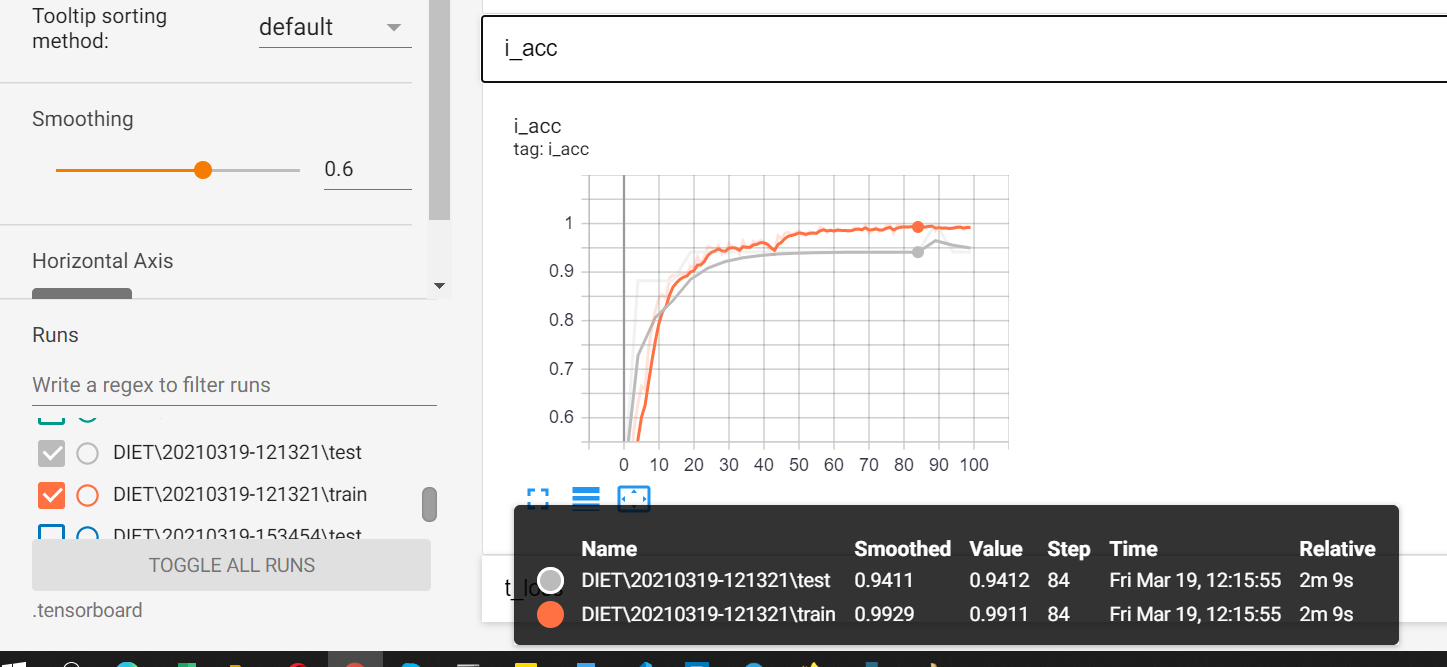 Tooltip sorting
method:
default
Smoothing
0.6
Horizontal Axis
Runs
Write a regex to filter runs
DIET\20210319-121321\test
DIET\20210319-121321\train
DIET\20210319-153454\test
TOGGLE ALL RUNS
.tensorboard
i_acc
i_acc
tag: i_acc
1
0.9
0.8
0.7
0.6
0 10 20 30 40 50 60 70 80 90 100
t_loss
Name Smoothed Value Step Time Relative
DIET\20210319-121321\test 0.9411 0.9412 84 Fri Mar 19, 12:15:55 2m 9s
DIET\20210319-121321\train 0.9929 0.9911 84 Fri Mar 19, 12:15:55 2m 9s